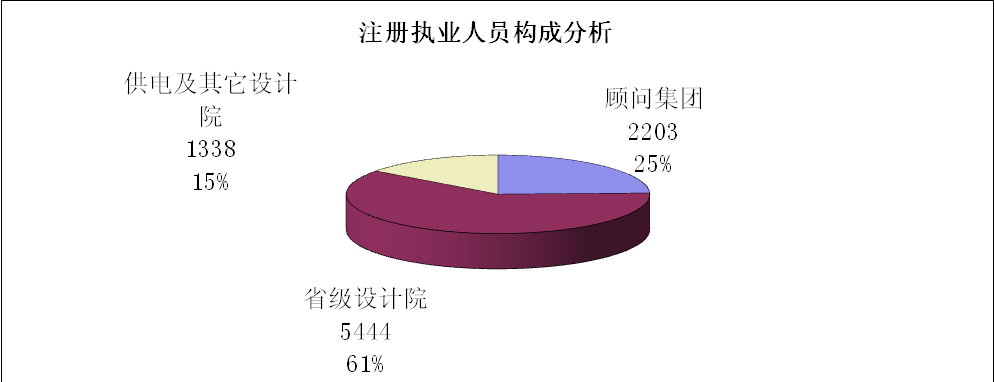 注册执业人员构成分析
供电及其它设计
院
1338
15%
顾问集团
2203
25%
省级设计院
5444
61%